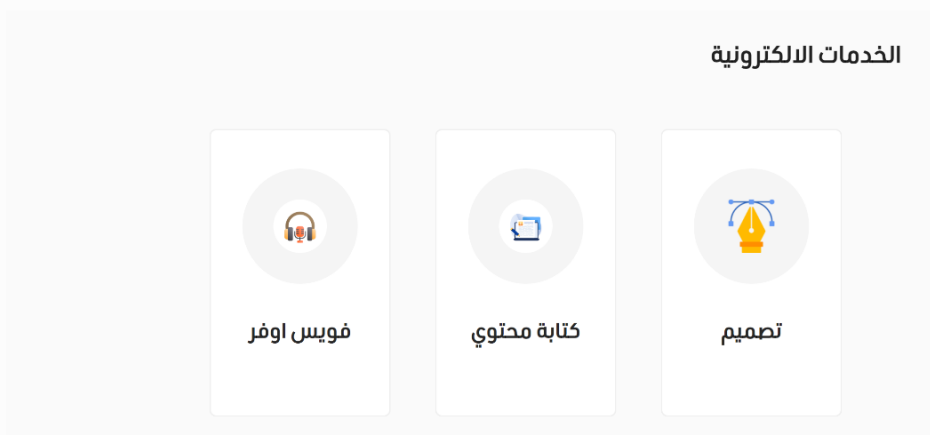 الخدمات الالكترونية
تصميم
كتابة محتوي
فويس اوفر